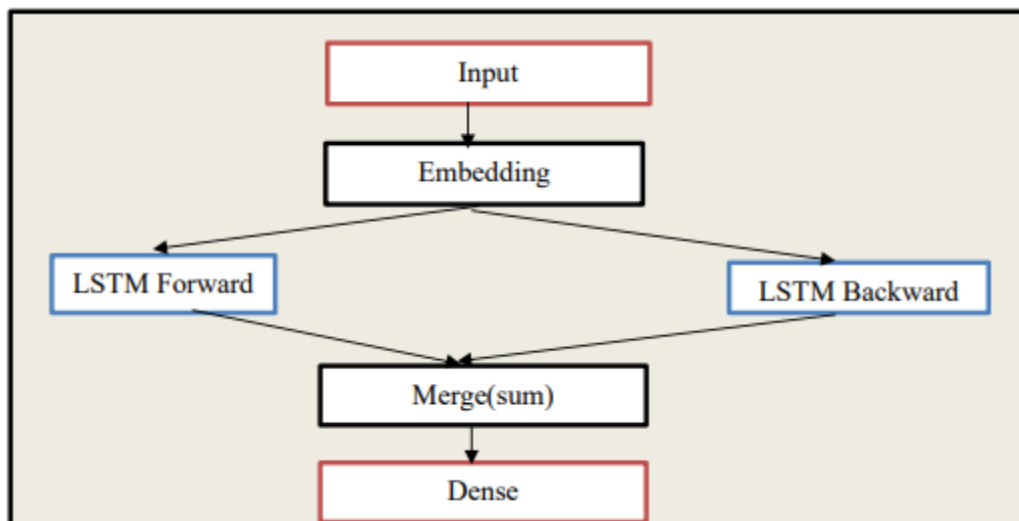 Input
Embedding
LSTM Forward
LSTM Backward
Merge(sum)
Dense